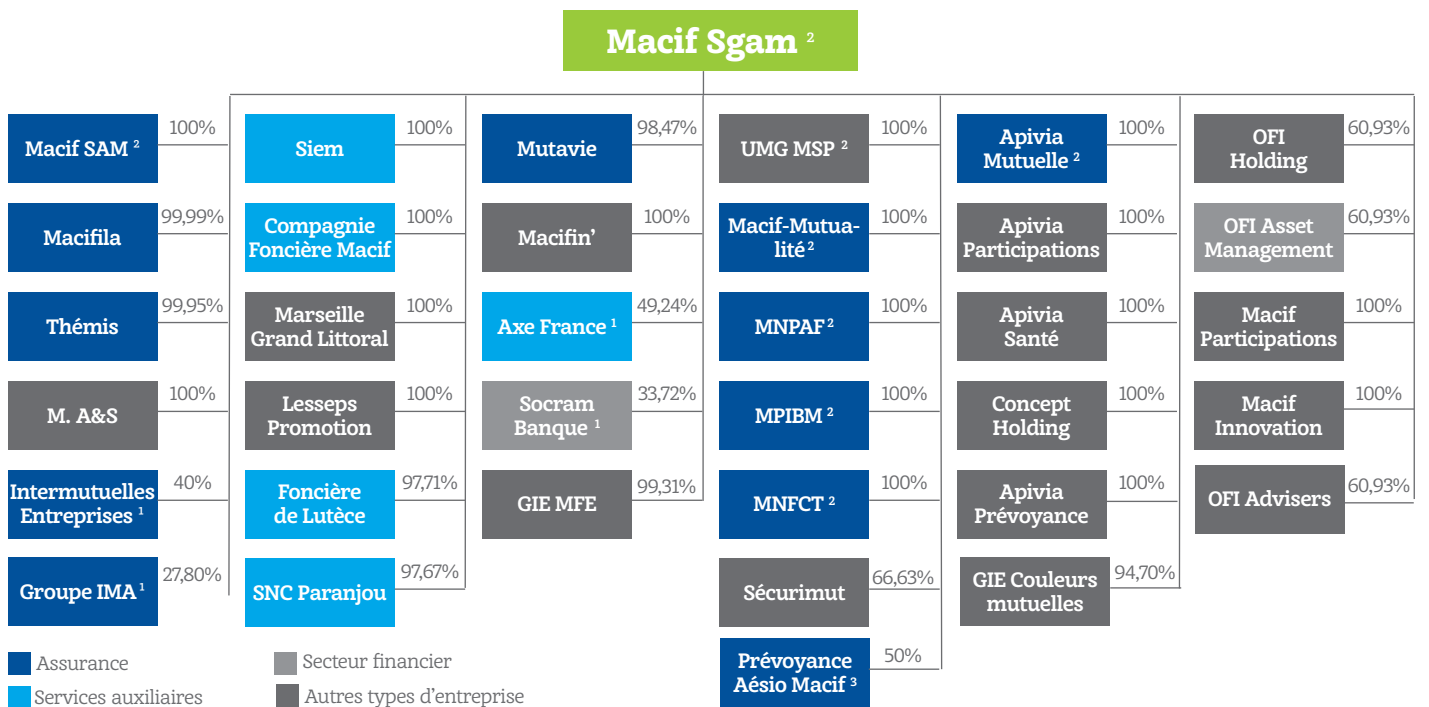 Macif Sgam ²
Macif SAM ²
100%
Macifila
99,99%
Thémis
99,95%
M. A&S
100%
Intermutuelles
Entreprises ¹
40%
Groupe IMA ¹
27,80%
Siem
100%
Compagnie
Foncière Macif
100%
Marseille
Grand Littoral
100%
Lesseps
Promotion
100%
Foncière
de Lutèce
97,71%
SNC Paranjou
97,67%
Mutavie
98,47%
Macifin’
100%
Axe France ¹
49,24%
Socram
Banque ¹
33,72%
GIE MFE
99,31%
UMG MSP ²
100%
Macif-Mutua-
lité ²
100%
MNPAF ²
100%
MPIBM ²
100%
MNFCT ²
100%
Sécurimut
66,63%
Prévoyance
Aésio Macif ³
50%
Apivia
Mutuelle ²
100%
Apivia
Participations
100%
Apivia
Santé
100%
Concept
Holding
100%
Apivia
Prévoyance
100%
GIE Couleurs
mutuelles
94,70%
OFI
Holding
60,93%
OFI Asset
Management
60,93%
Macif
Participations
100%
Macif
Innovation
100%
OFI Advisers
60,93%
Assurance
Services auxiliaires
Secteur financier
Autres types d’entreprise